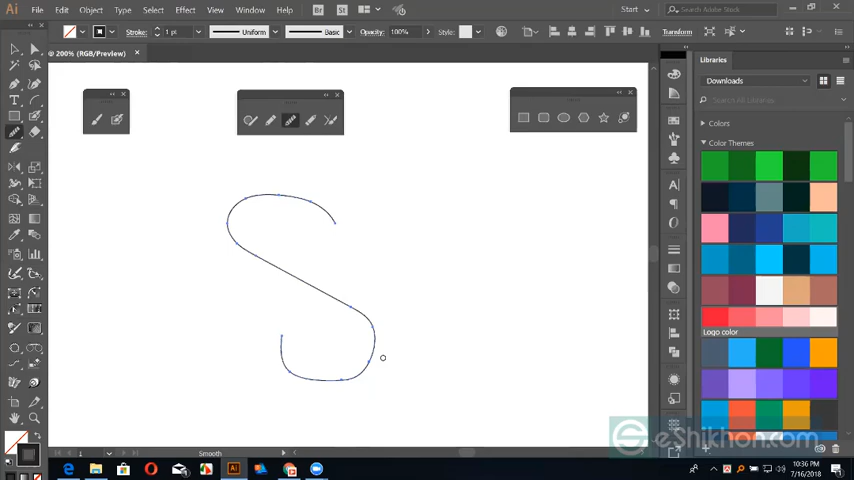 Ai File Edit Object Type Select Effect View Window Help Br St Start Search Adobe Stock
Stroke: 1 pt Uniform Basic Opacity: 100% Style: Transform
@ 200% (RGB/Preview)
Libraries
Downloads
Search All Libraries
Colors
Color Themes
Logo color
eShikhon.com
1 Smooth
10:36 PM
7/16/2018